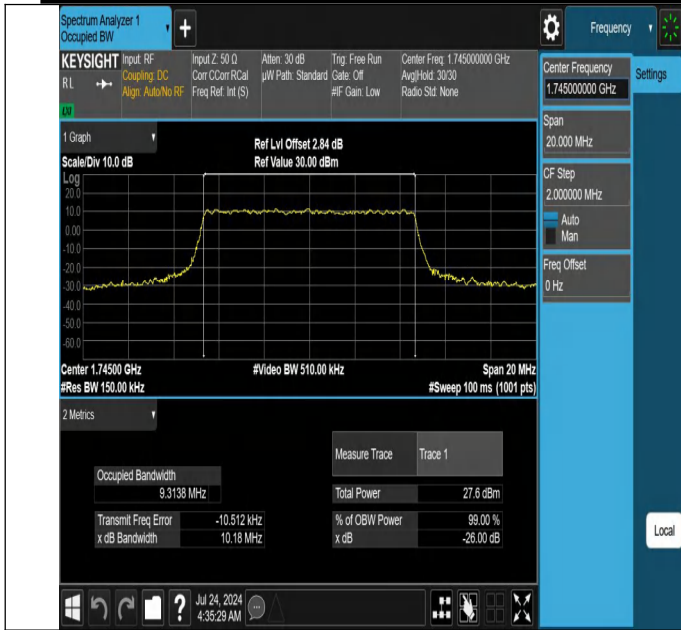 Spectrum Analyzer 1
Occupied BW
+
Frequency
KEYSIGHT
RL
LXI
Input: RF
Coupling: DC
Align: Auto/No RF
Input Z: 50 Ω
Corr CCorr RCal
Freq Ref: Int (S)
Atten: 30 dB
µW Path: Standard
Trig: Free Run
Gate: Off
#IF Gain: Low
Center Freq: 1.745000000 GHz
Avg|Hold: 30/30
Radio Std: None
Center Frequency
1.745000000 GHz
Settings
Span
20.000 MHz
CF Step
2.000000 MHz
Auto
Man
Freq Offset
0 Hz
Local
1 Graph
Scale/Div 10.0 dB
Ref Lvl Offset 2.84 dB
Ref Value 30.00 dBm
Log
20.0
10.0
0.00
-10.0
-20.0
-30.0
-40.0
-50.0
-60.0
Center 1.74500 GHz
#Res BW 150.00 kHz
#Video BW 510.00 kHz
Span 20 MHz
#Sweep 100 ms (1001 pts)
2 Metrics
Measure Trace Trace 1
Occupied Bandwidth
9.3138 MHz
Total Power 27.6 dBm
Transmit Freq Error -10.512 kHz
% of OBW Power 99.00 %
x dB Bandwidth 10.18 MHz
x dB -26.00 dB
?
Jul 24, 2024
4:35:29 AM